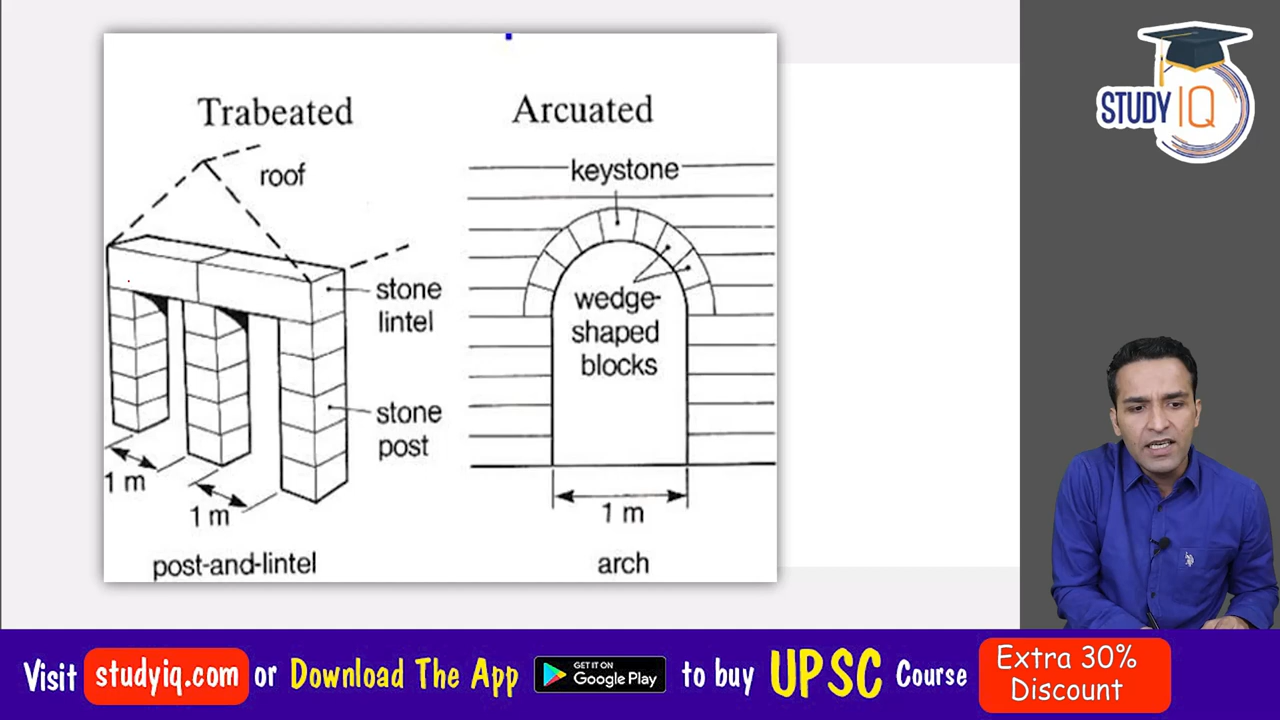 Trabeated
roof
stone
lintel
stone
post
1 m
1 m
post-and-lintel
Arcuated
keystone
wedge-
shaped
blocks
1 m
arch
STUDY IQ
Visit studyiq.com or Download The App GET IT ON Google Play to buy UPSC Course Extra 30% Discount